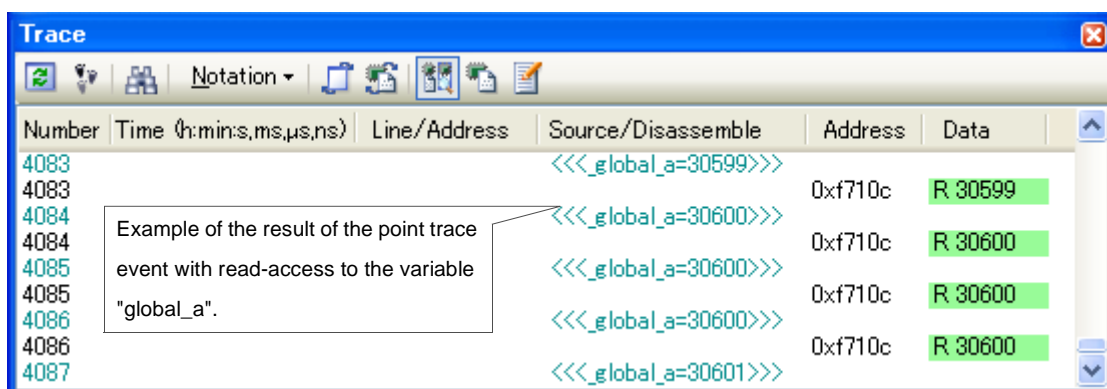 Trace
Notation
Number Time (h:min:s,ms,μs,ns) Line/Address Source/Disassemble Address Data
4083 <<<_global_a=30599>>>
4083 0xf710c R 30599
4084 <<<_global_a=30600>>>
4084 0xf710c R 30600
4085 <<<_global_a=30600>>>
4085 0xf710c R 30600
4086 <<<_global_a=30600>>>
4086 0xf710c R 30600
4087 <<<_global_a=30601>>>
Example of the result of the point trace
event with read-access to the variable
"global_a".